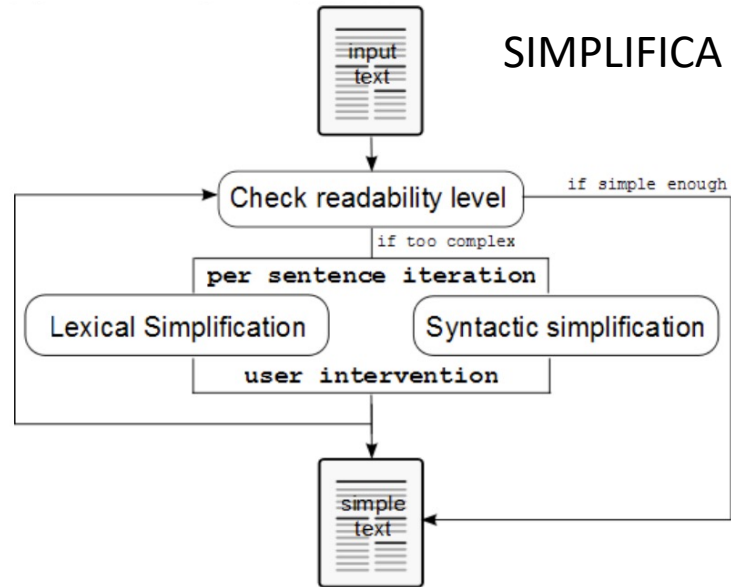 input
text
SIMPLIFICA
Check readability level
if simple enough
if too complex
per sentence iteration
Lexical Simplification
Syntactic simplification
user intervention
simple
text